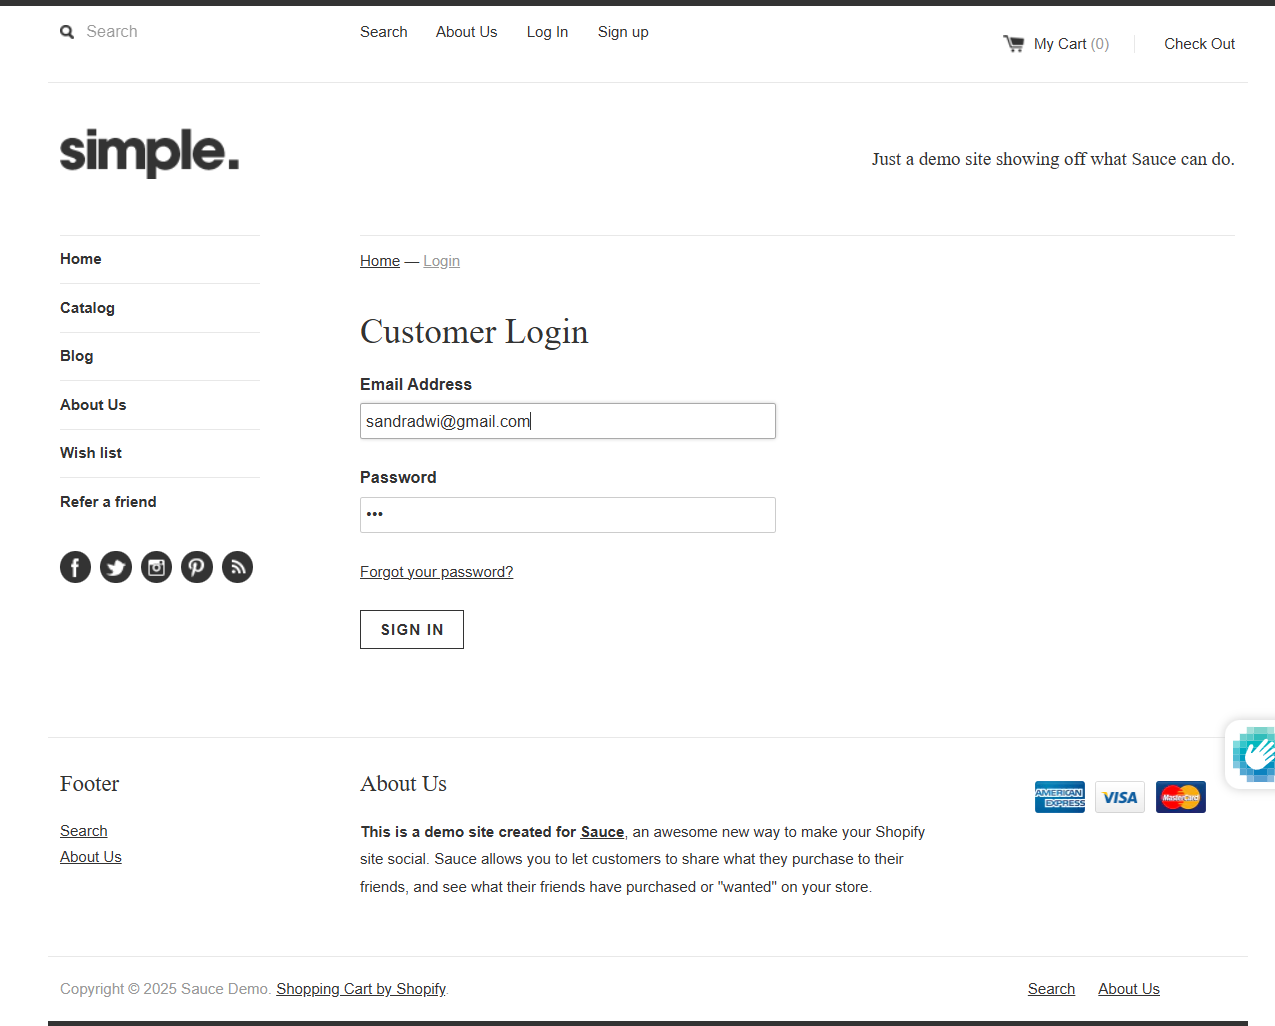 Search
Search About Us Log In Sign up
My Cart (0) Check Out
simple.
Just a demo site showing off what Sauce can do.
Home
Catalog
Blog
About Us
Wish list
Refer a friend
Home — Login
Customer Login
Email Address
sandradwi@gmail.com
Password
•••
Forgot your password?
SIGN IN
Footer
Search
About Us
About Us
This is a demo site created for Sauce, an awesome new way to make your Shopify
site social. Sauce allows you to let customers to share what they purchase to their
friends, and see what their friends have purchased or "wanted" on your store.
AMERICAN EXPRESS VISA MasterCard
Copyright © 2025 Sauce Demo. Shopping Cart by Shopify.
Search About Us